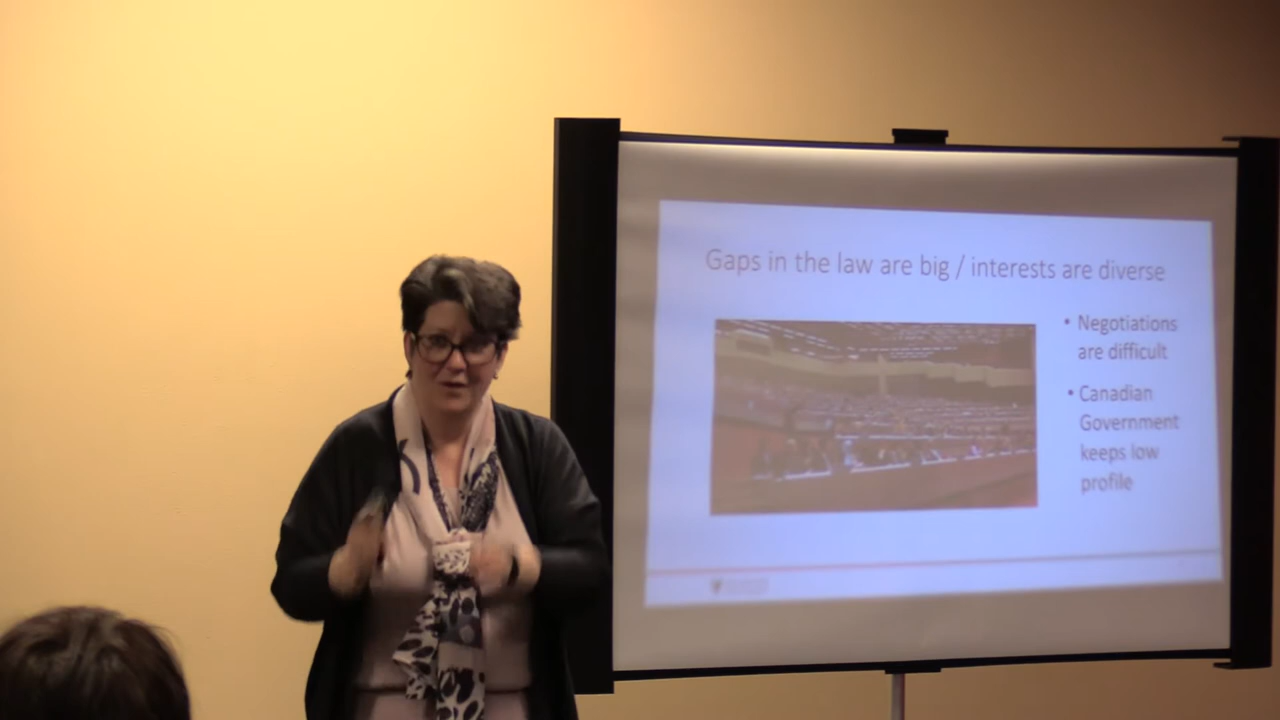 Gaps in the law are big / interests are diverse
• Negotiations
are difficult
• Canadian
Government
keeps low
profile